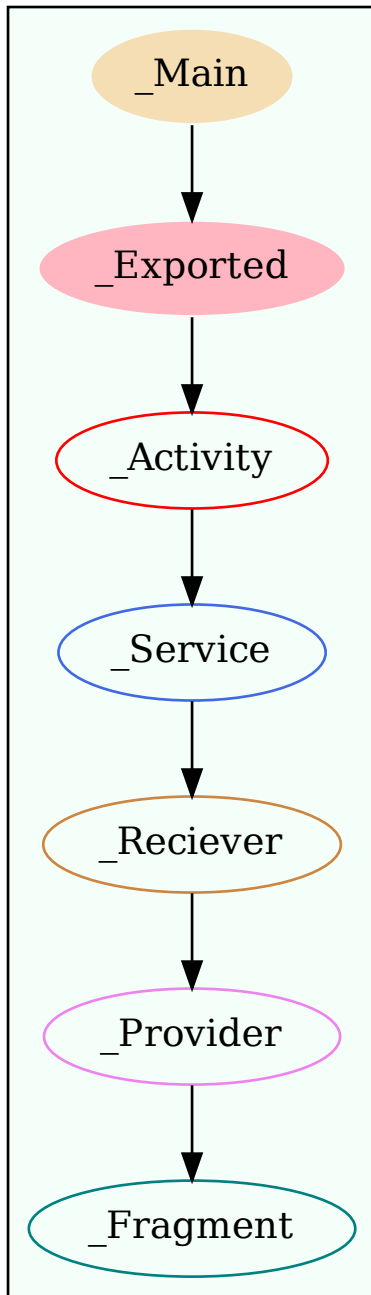 _Main
_Exported
_Activity
_Service
_Reciever
_Provider
_Fragment